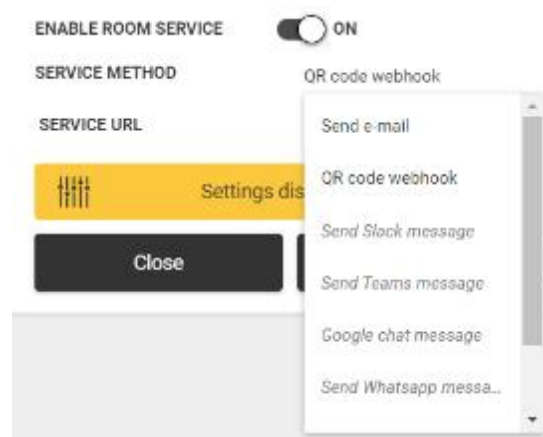 ENABLE ROOM SERVICE ON
SERVICE METHOD QR code webhook
SERVICE URL Send e-mail
QR code webhook
Settings dis
Send Slack message
Close
Send Teams message
Google chat message
Send Whatsapp messa...